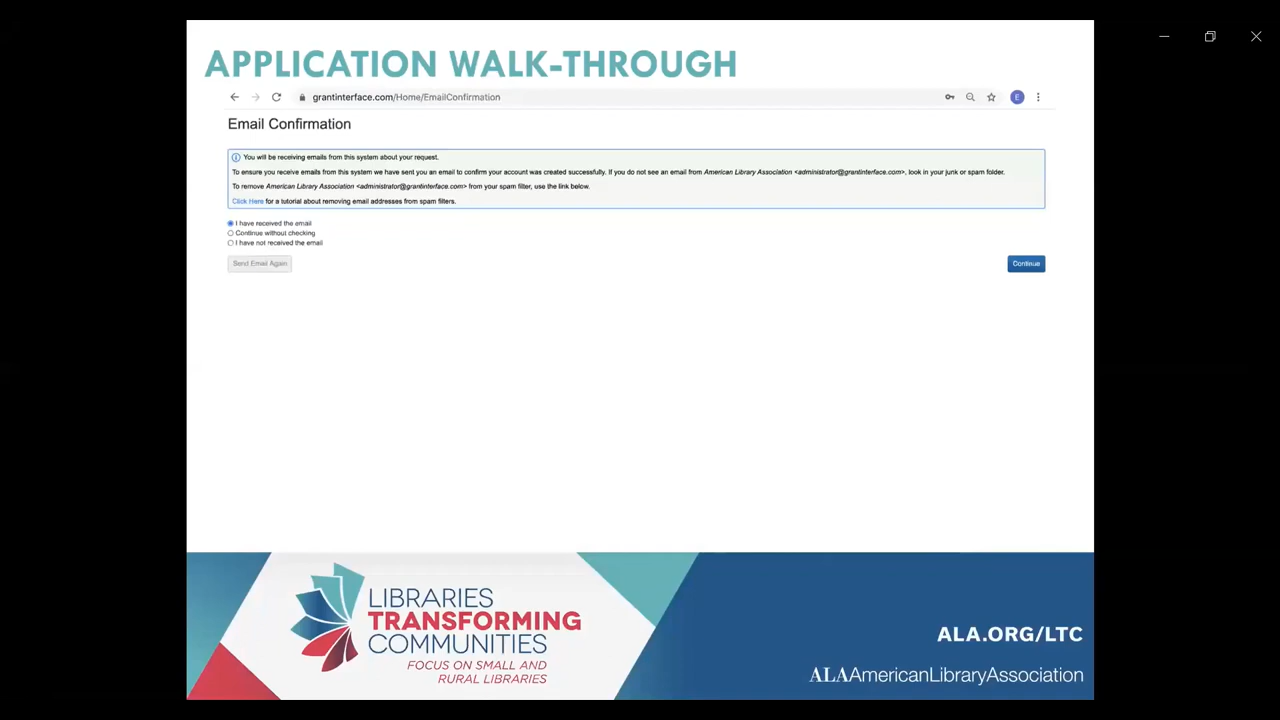 APPLICATION WALK-THROUGH
grantinterface.com/Home/EmailConfirmation
E
Email Confirmation
You will be receiving emails from this system about your request.
To ensure you receive emails from this system we have sent you an email to confirm your account was created successfully. If you do not see an email from American Library Association <administrator@grantinterface.com>, look in your junk or spam folder.
To remove American Library Association <administrator@grantinterface.com> from your spam filter, use the link below.
Click Here for a tutorial about removing email addresses from spam filters.
I have received the email
Continue without checking
I have not received the email
Send Email Again
Continue
LIBRARIES
TRANSFORMING
COMMUNITIES
FOCUS ON SMALL AND
RURAL LIBRARIES
ALA.ORG/LTC
ALAAmericanLibraryAssociation